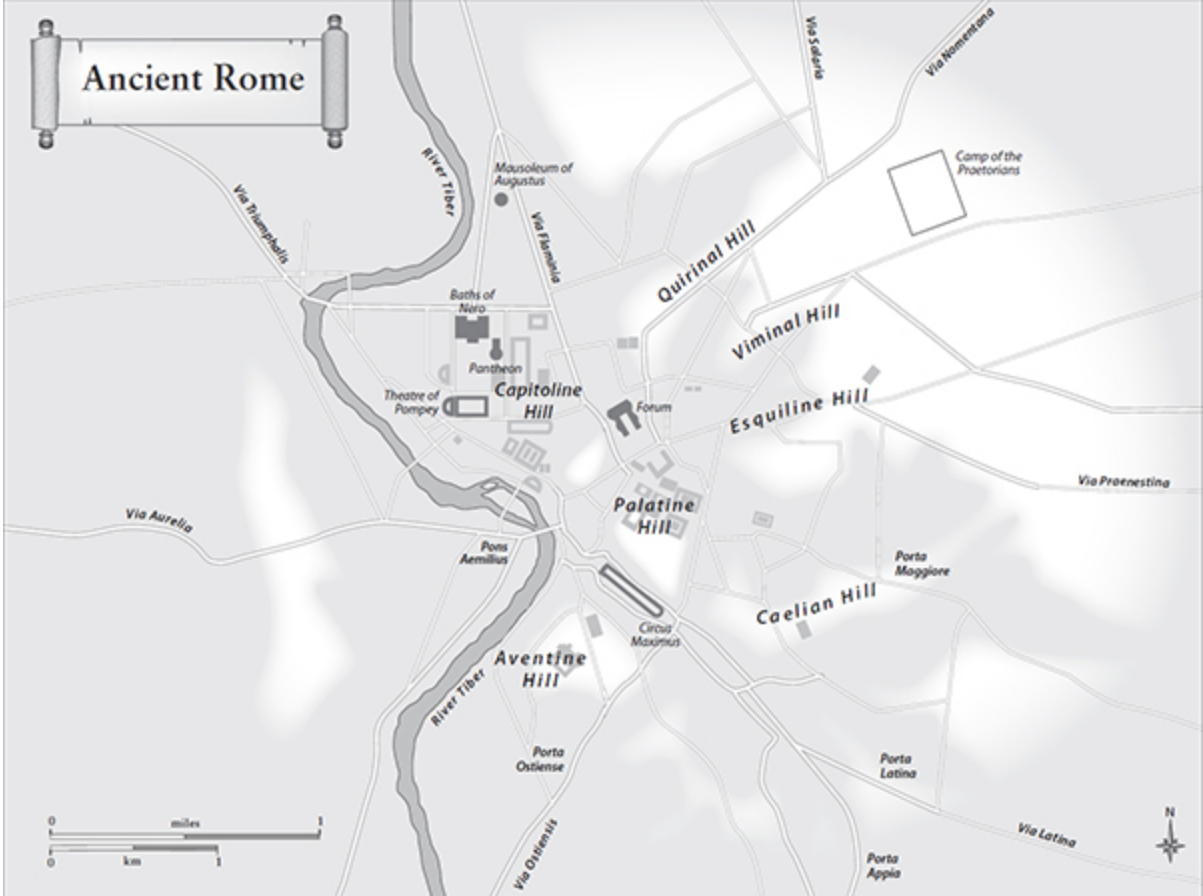 Ancient Rome
Via Salaria
Via Nomentana
River Tiber
Mausoleum of
Augustus
Camp of the
Praetorians
Via Triumphalis
Via Flaminia
Quirinal Hill
Baths of
Nero
Viminal Hill
Pantheon
Theatre of
Pompey
Capitoline
Hill
Forum
Esquiline Hill
Via Praenestina
Via Aurelia
Palatine
Hill
Pons
Aemilius
Porta
Maggiore
Caelian Hill
Circus
Maximus
Aventine
Hill
River Tiber
Porta
Ostiense
Porta
Latina
Via Ostiensis
Via Latina
Porta
Appia
N
0 miles 1
0 km 1